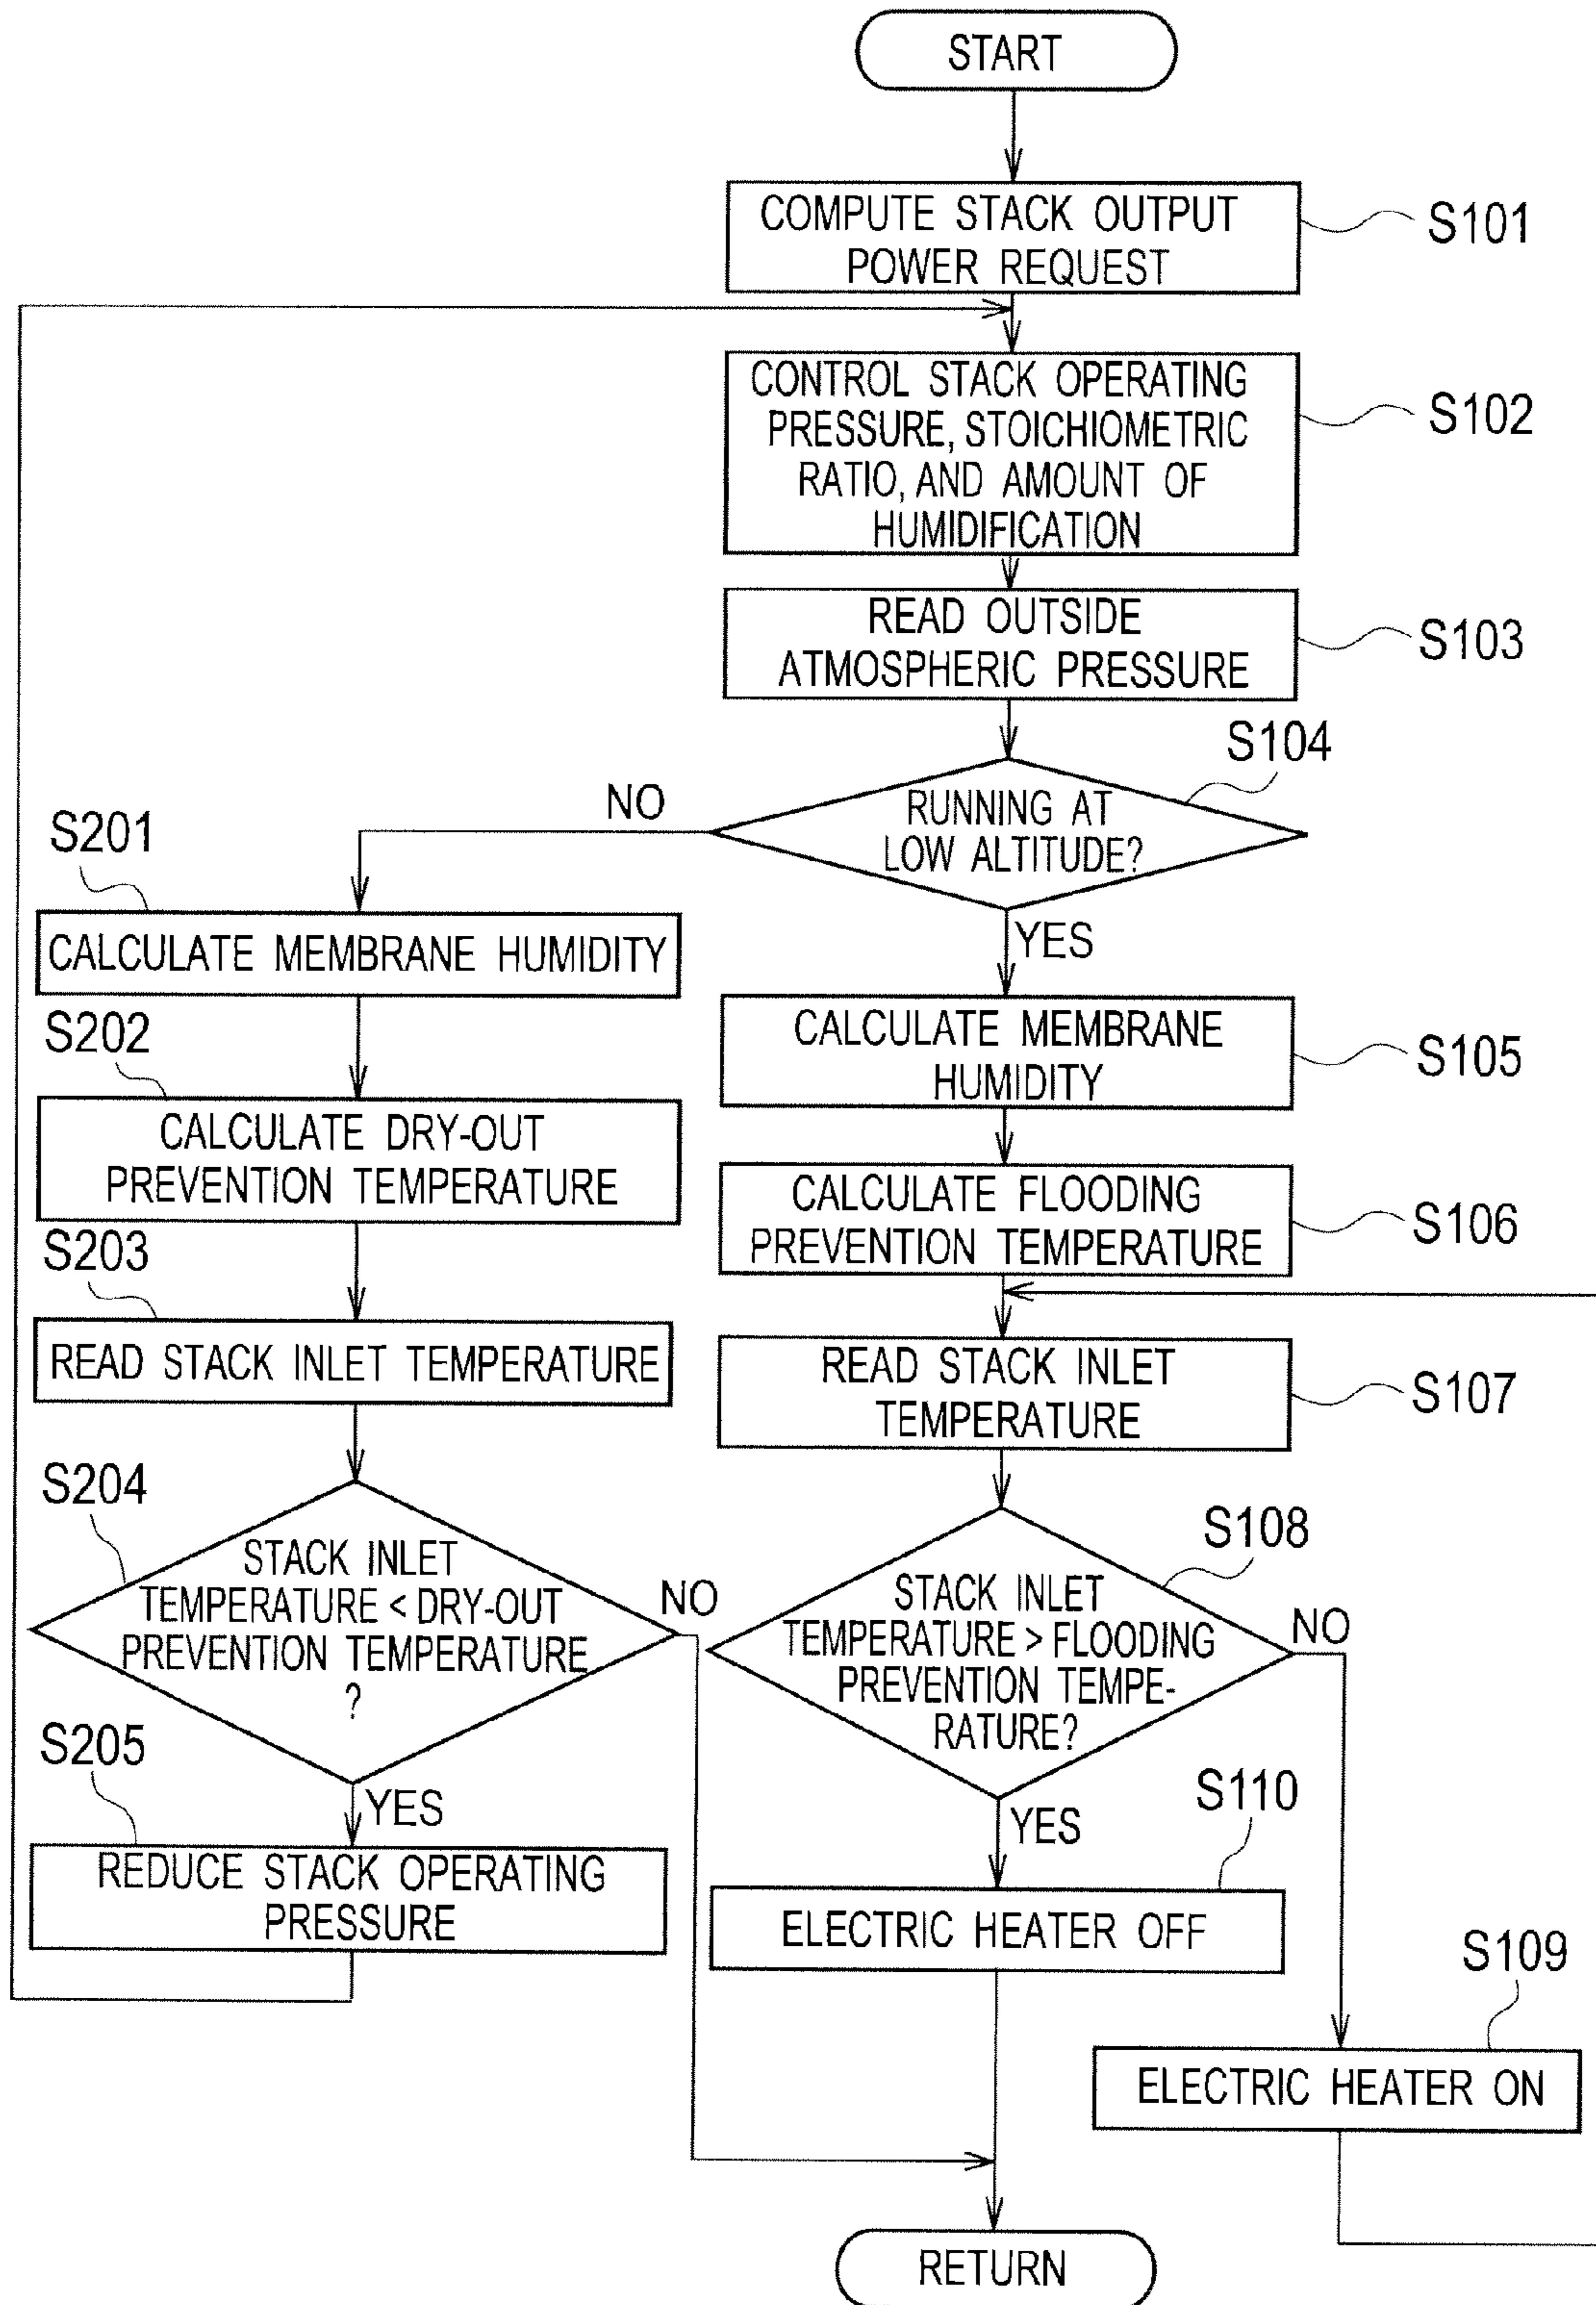 START
COMPUTE STACK OUTPUT
POWER REQUEST
S101
CONTROL STACK OPERATING
PRESSURE, STOICHIOMETRIC
RATIO, AND AMOUNT OF
HUMIDIFICATION
S102
READ OUTSIDE
ATMOSPHERIC PRESSURE
S103
S104
RUNNING AT
LOW ALTITUDE?
NO
YES
S201
CALCULATE MEMBRANE HUMIDITY
S202
CALCULATE DRY-OUT
PREVENTION TEMPERATURE
S203
READ STACK INLET TEMPERATURE
S204
STACK INLET
TEMPERATURE < DRY-OUT
PREVENTION TEMPERATURE
?
NO
YES
S205
REDUCE STACK OPERATING
PRESSURE
CALCULATE MEMBRANE
HUMIDITY
S105
CALCULATE FLOODING
PREVENTION TEMPERATURE
S106
READ STACK INLET
TEMPERATURE
S107
S108
STACK INLET
TEMPERATURE > FLOODING
PREVENTION TEMPE-
RATURE?
NO
YES
S110
ELECTRIC HEATER OFF
S109
ELECTRIC HEATER ON
RETURN